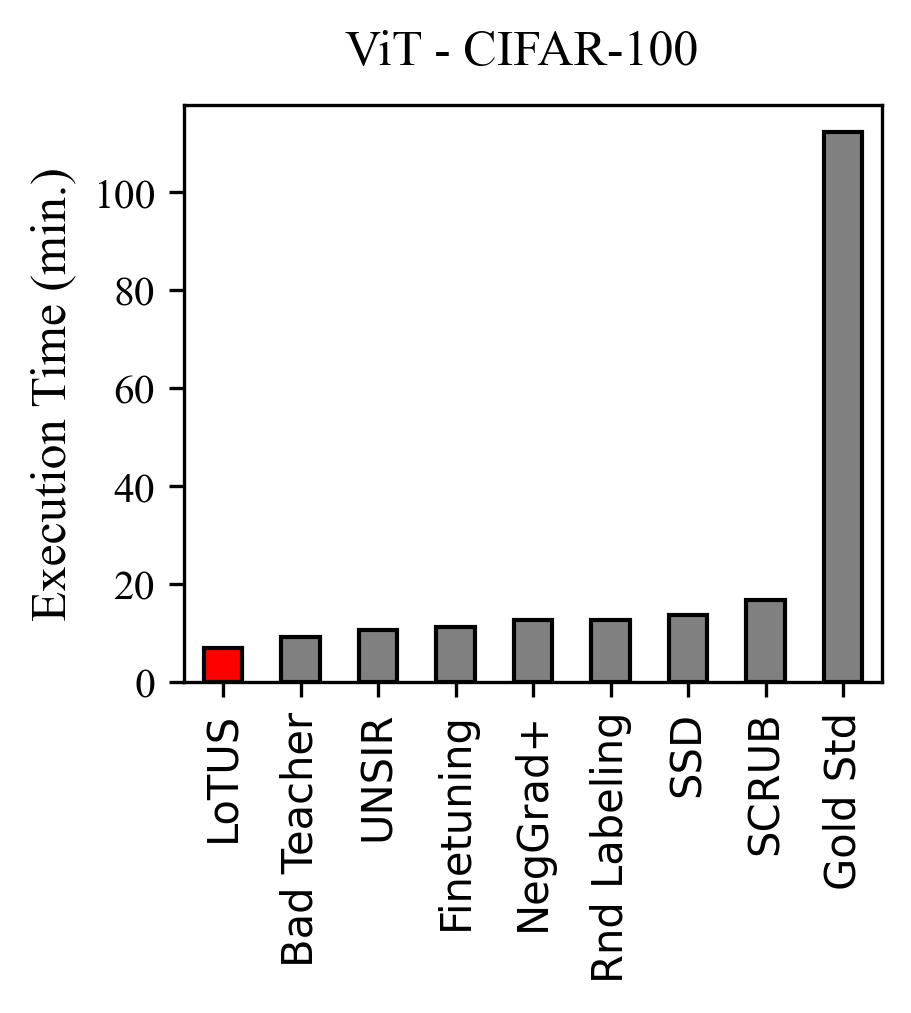 ViT - CIFAR-100
Execution Time (min.)
100
80
60
40
20
0
LoTUS
Bad Teacher
UNSIR
Finetuning
NegGrad+
Rnd Labeling
SSD
SCRUB
Gold Std